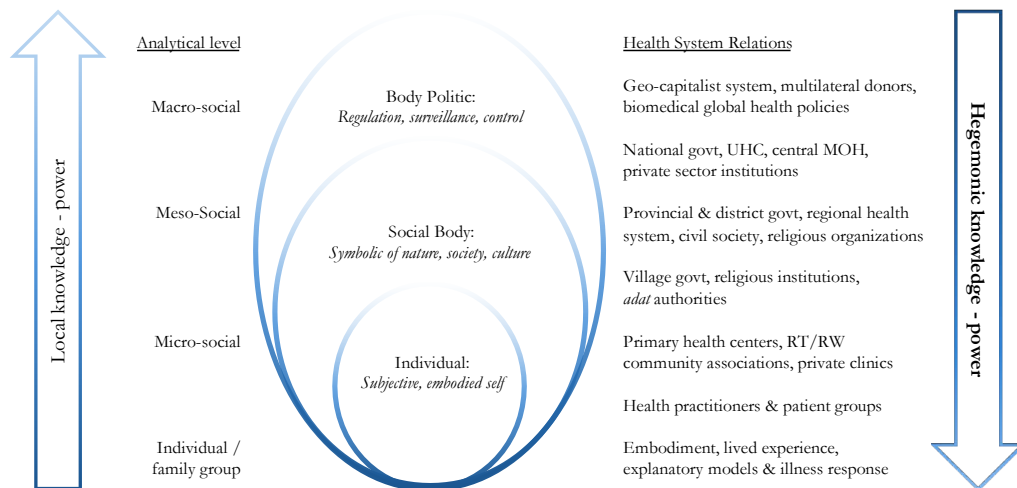 Local knowledge - power
Analytical level
Macro-social
Meso-Social
Micro-social
Individual /
family group
Body Politic:
Regulation, surveillance, control
Social Body:
Symbolic of nature, society, culture
Individual:
Subjective, embodied self
Health System Relations
Geo-capitalist system, multilateral donors,
biomedical global health policies
National govt, UHC, central MOH,
private sector institutions
Provincial & district govt, regional health
system, civil society, religious organizations
Village govt, religious institutions,
adat authorities
Primary health centers, RT/RW
community associations, private clinics
Health practitioners & patient groups
Embodiment, lived experience,
explanatory models & illness response
Hegemonic knowledge - power